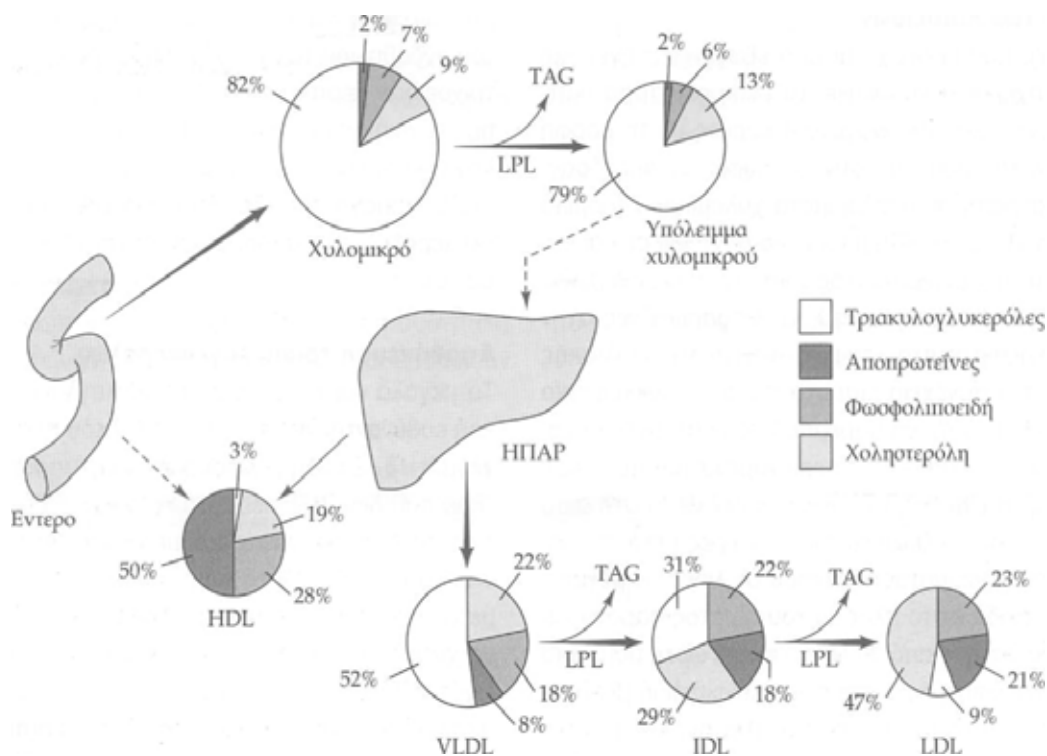 2%
7%
9%
82%
TAG
LPL
2%
6%
13%
79%
Χυλομικρό
Υπόλειμμα
χυλομικρού
Τριακυλογλυκερόλες
Αποπρωτεΐνες
Φωσφολιποειδή
Χοληστερόλη
ΗΠΑΡ
Εντερο
3%
19%
50%
28%
HDL
22%
52%
18%
8%
VLDL
TAG
LPL
31%
22%
18%
29%
IDL
TAG
LPL
23%
21%
47%
9%
LDL